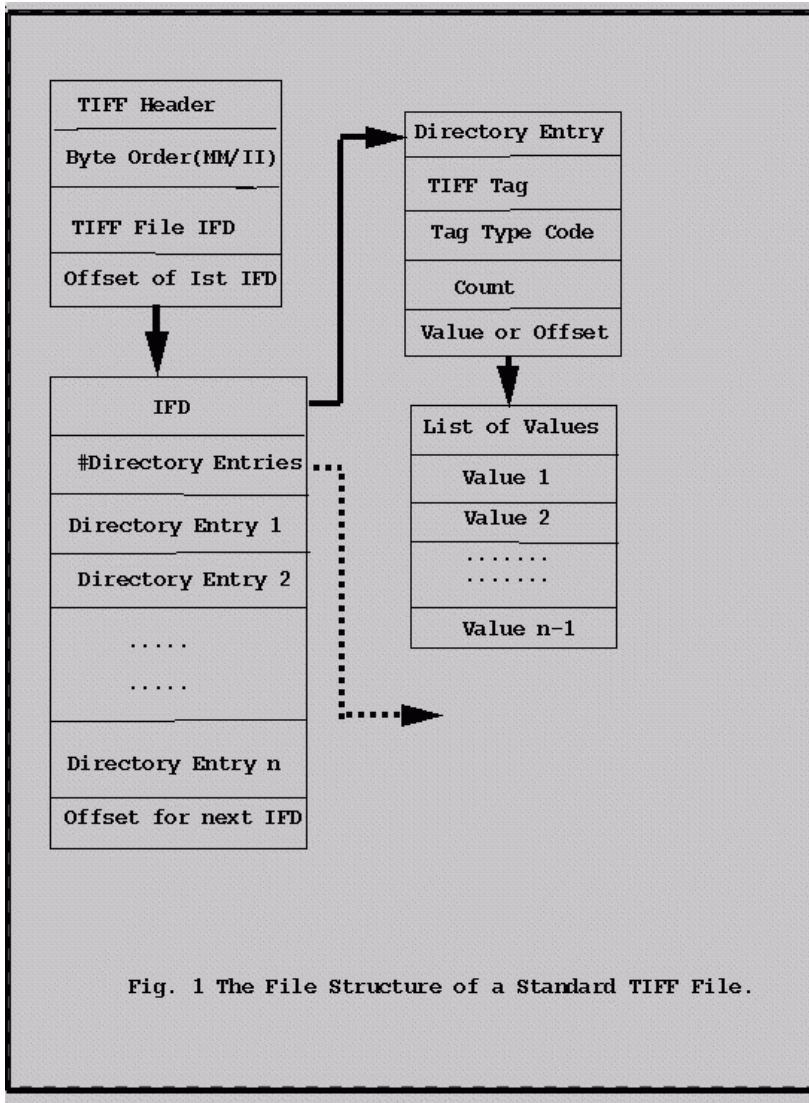 TIFF Header
Byte Order(MM/II)
TIFF File IFD
Offset of Ist IFD
IFD
#Directory Entries
Directory Entry 1
Directory Entry 2
.....
.....
Directory Entry n
Offset for next IFD
Directory Entry
TIFF Tag
Tag Type Code
Count
Value or Offset
List of Values
Value 1
Value 2
.......
.......
Value n-1
Fig. 1 The File Structure of a Standard TIFF File.